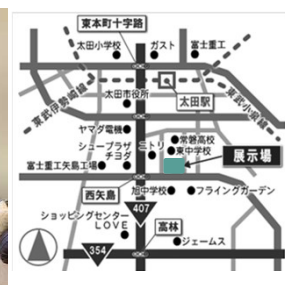 東本町十字路
太田小学校
ガスト
富士重工
東武伊勢崎線
太田市役所
太田駅
東武小泉線
ヤマダ電機
常磐高校
シュープラザ
ニトリ
東中学校
展示場
チヨダ
富士重工矢島工場
西矢島
旭中学校
フライングガーデン
407
ショッピングセンター
LOVE
高林
354
ジェームス